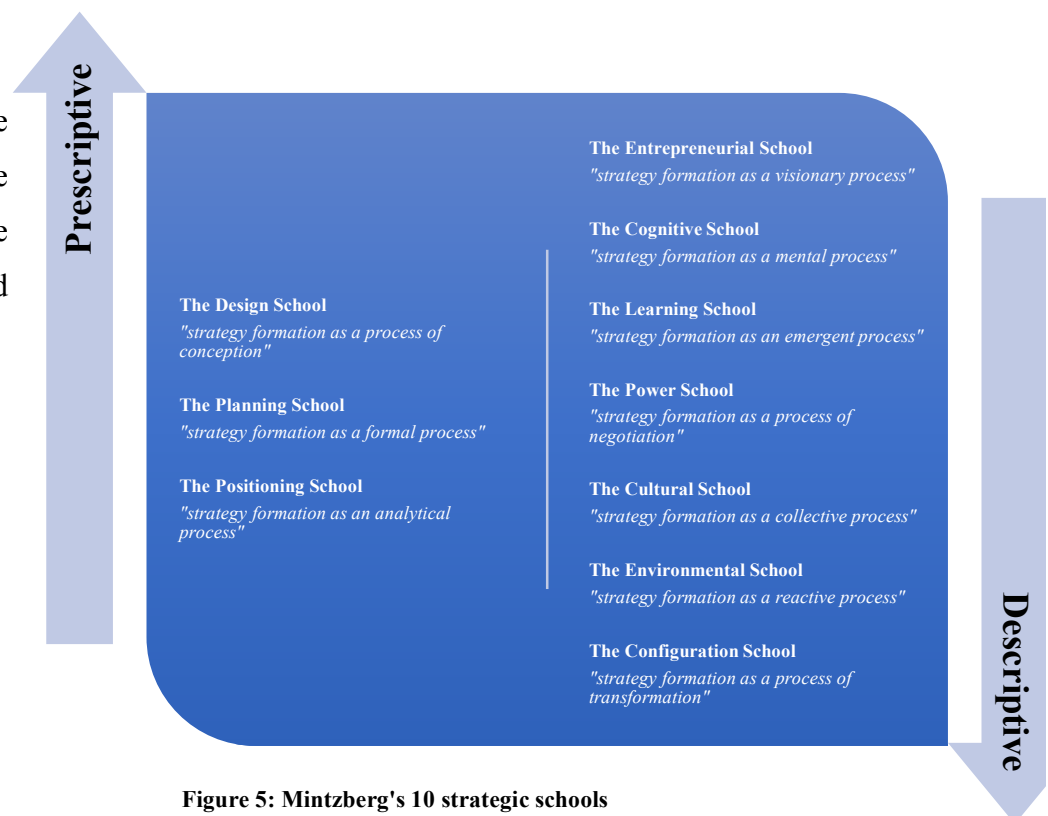 Prescriptive
e
e
e
d
The Design School
"strategy formation as a process of
conception"
The Planning School
"strategy formation as a formal process"
The Positioning School
"strategy formation as an analytical
process"
The Entrepreneurial School
"strategy formation as a visionary process"
The Cognitive School
"strategy formation as a mental process"
The Learning School
"strategy formation as an emergent process"
The Power School
"strategy formation as a process of
negotiation"
The Cultural School
"strategy formation as a collective process"
The Environmental School
"strategy formation as a reactive process"
The Configuration School
"strategy formation as a process of
transformation"
Descriptive
Figure 5: Mintzberg's 10 strategic schools